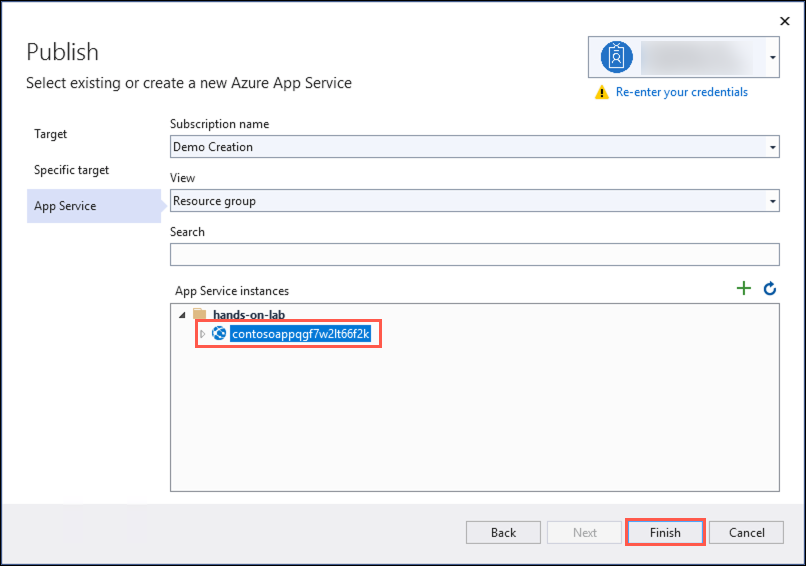 Publish
Select existing or create a new Azure App Service
Re-enter your credentials
Target
Specific target
App Service
Subscription name
Demo Creation
View
Resource group
Search
App Service instances
hands-on-lab
contosoappqgf7w2lt66f2k
Back
Next
Finish
Cancel